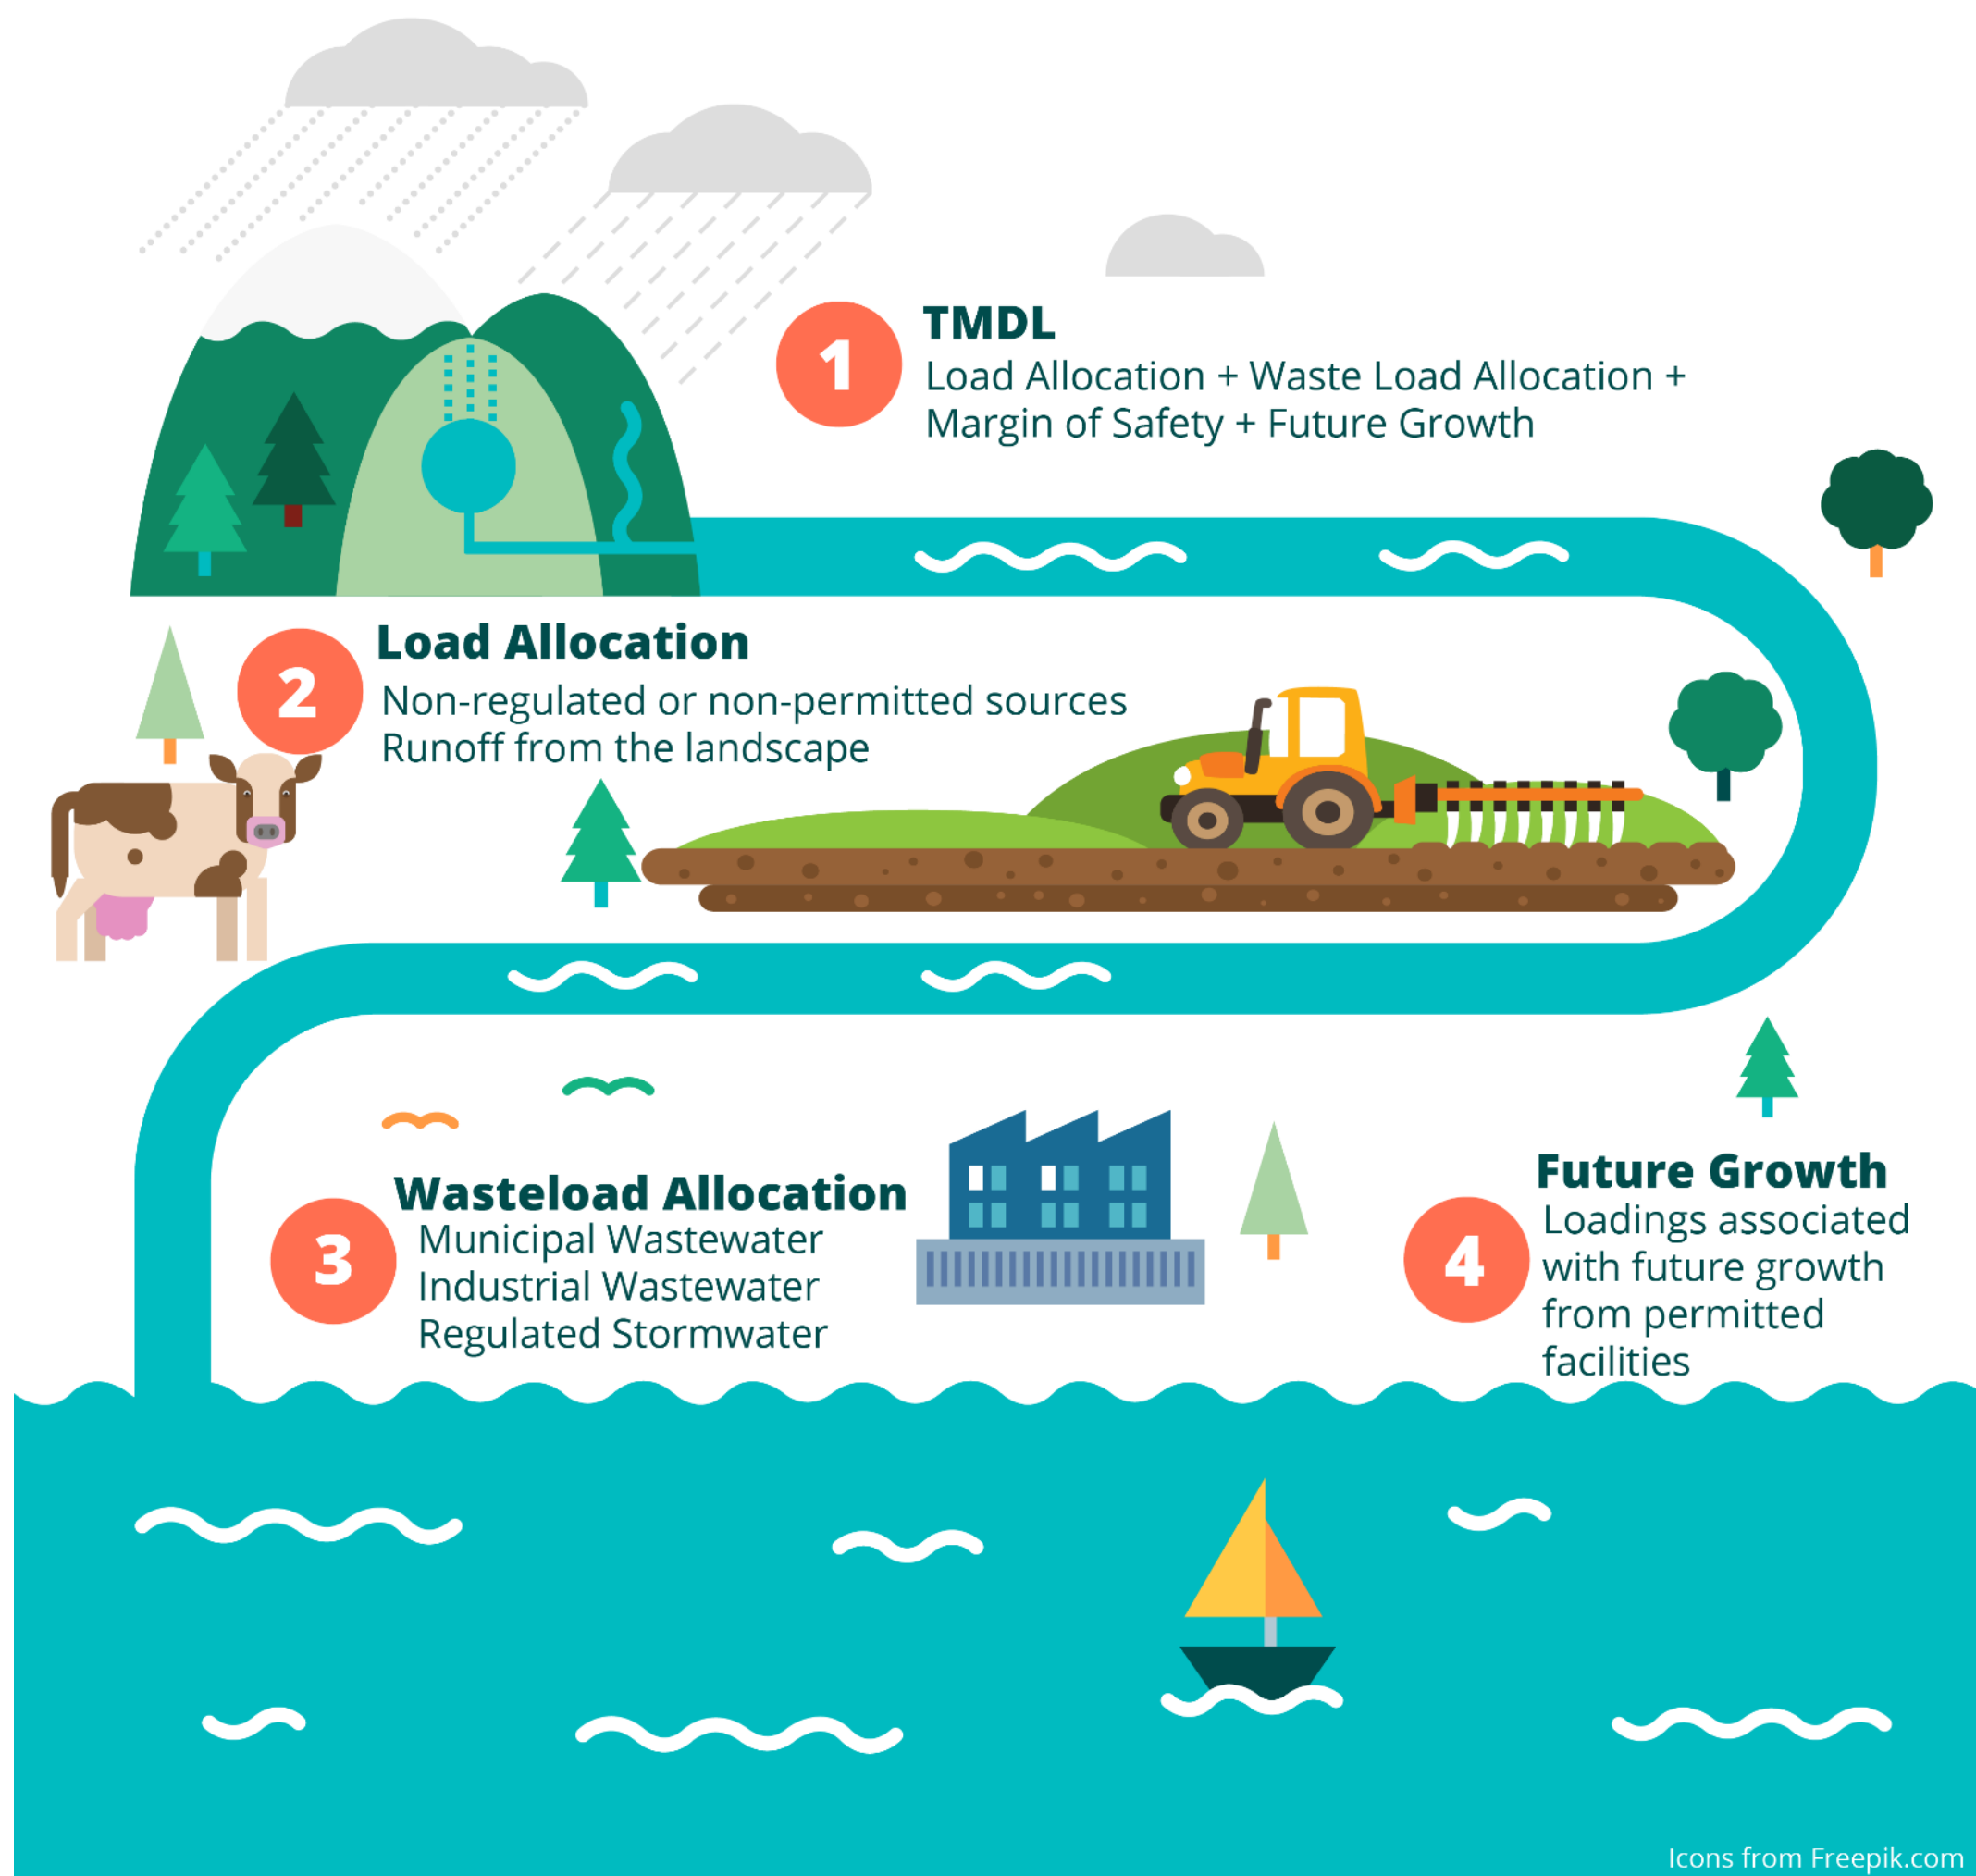 1
TMDL
Load Allocation + Waste Load Allocation +
Margin of Safety + Future Growth
2
Load Allocation
Non-regulated or non-permitted sources
Runoff from the landscape
3
Wasteload Allocation
Municipal Wastewater
Industrial Wastewater
Regulated Stormwater
4
Future Growth
Loadings associated
with future growth
from permitted
facilities
Icons from Freepik.com